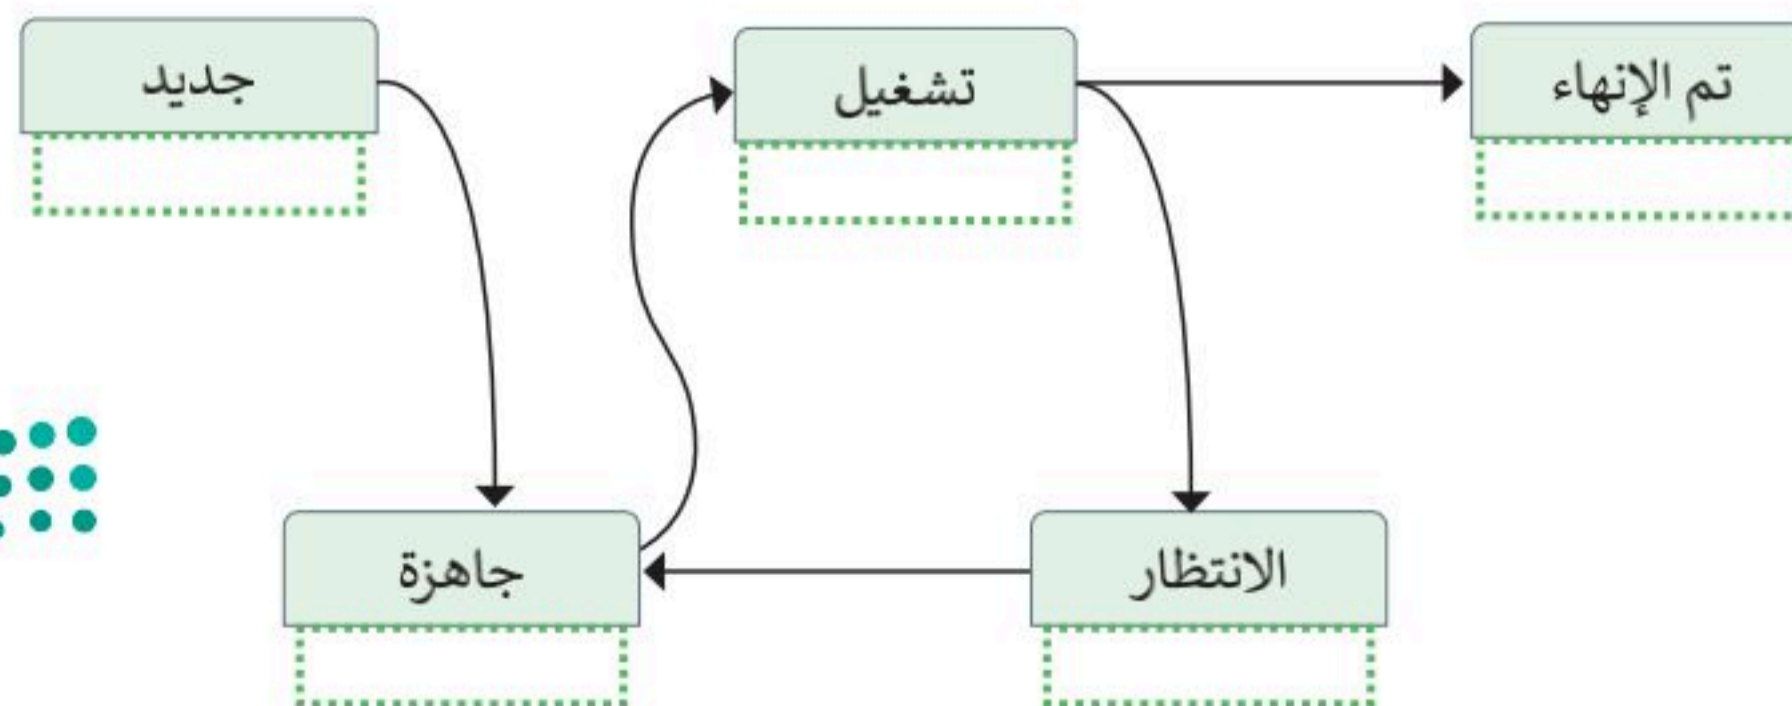 جديد
تشغيل
تم الإنهاء
جاهزة
الانتظار